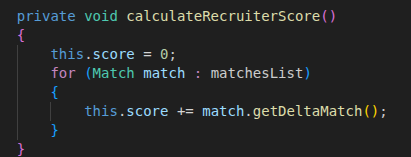 private void calculateRecruiterScore()
{
    this.score = 0;
    for (Match match : matchesList)
    {
        this.score += match.getDeltaMatch();
    }
}